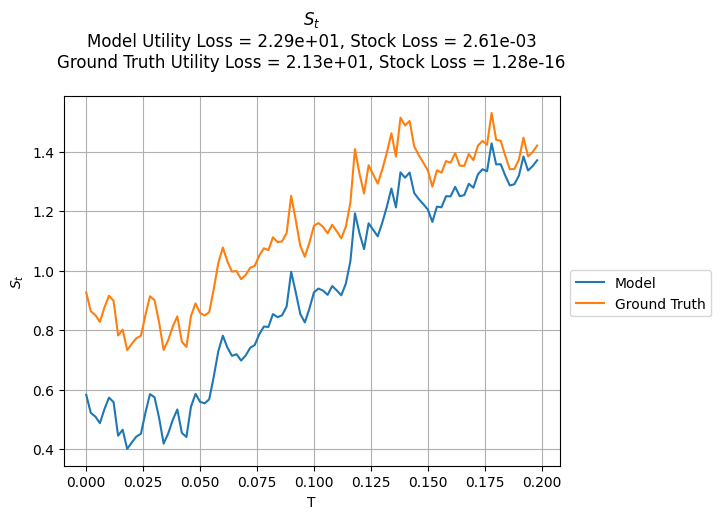 S_t
Model Utility Loss = 2.29e+01, Stock Loss = 2.61e-03
Ground Truth Utility Loss = 2.13e+01, Stock Loss = 1.28e-16
1.4
1.2
1.0
0.8
0.6
0.4
S_t
0.000 0.025 0.050 0.075 0.100 0.125 0.150 0.175 0.200
T
Model
Ground Truth